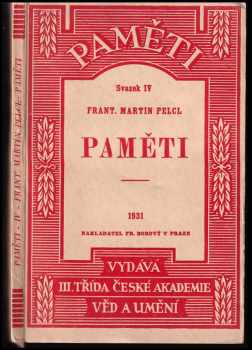 PAMĚTI
Svazek IV
FRANT. MARTIN PELCL
PAMĚTI
1931
NAKLADATEL FR. BOROVÝ V PRAZE
VYDÁVÁ
III. TŘÍDA ČESKÉ AKADEMIE
VĚD A UMĚNÍ
PAMĚTI - IV - FRANT. MARTIN PELCL: PAMĚTI